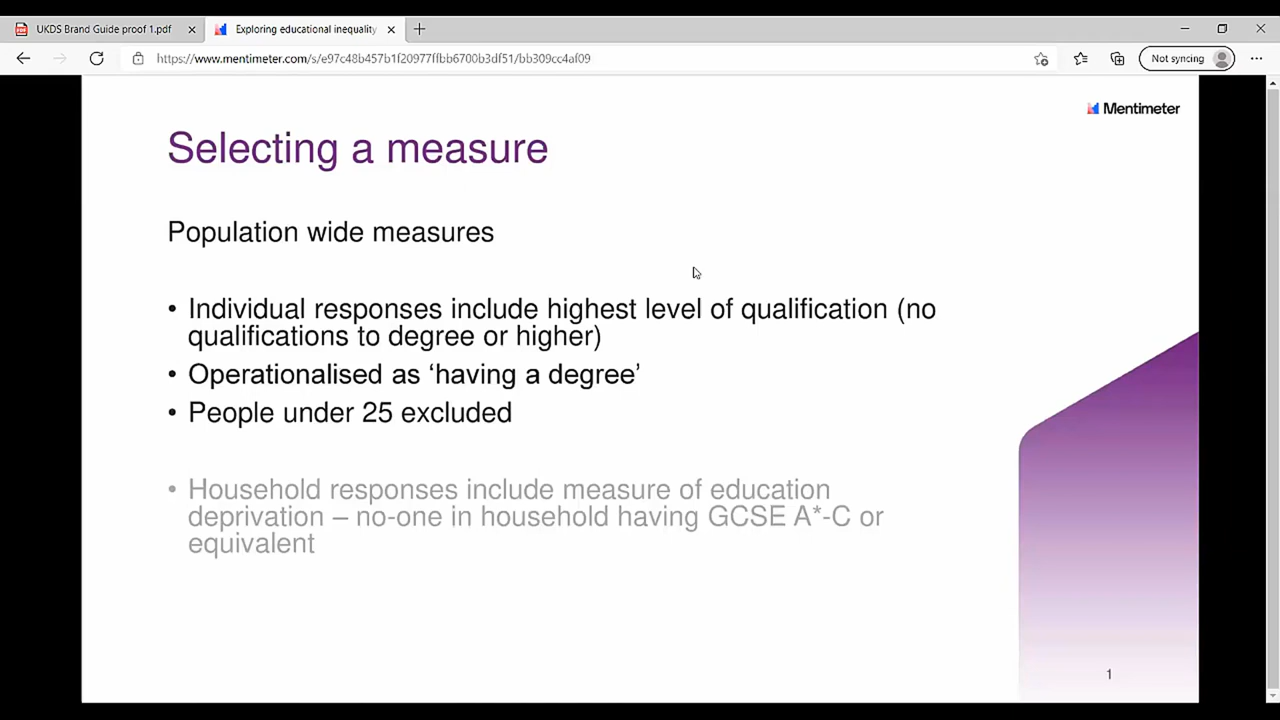 UKDS Brand Guide proof 1.pdf
Exploring educational inequality
https://www.mentimeter.com/s/e97c48b457b1f20977ffbb6700b3df51/bb309cc4af09
Not syncing
Mentimeter
Selecting a measure
Population wide measures
• Individual responses include highest level of qualification (no
qualifications to degree or higher)
• Operationalised as ‘having a degree’
• People under 25 excluded
• Household responses include measure of education
deprivation – no-one in household having GCSE A*-C or
equivalent
1